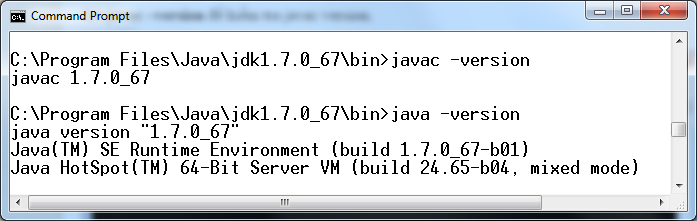 Command Prompt
C:\Program Files\Java\jdk1.7.0_67\bin>javac -version
javac 1.7.0_67
C:\Program Files\Java\jdk1.7.0_67\bin>java -version
java version "1.7.0_67"
Java(TM) SE Runtime Environment (build 1.7.0_67-b01)
Java HotSpot(TM) 64-Bit Server VM (build 24.65-b04, mixed mode)